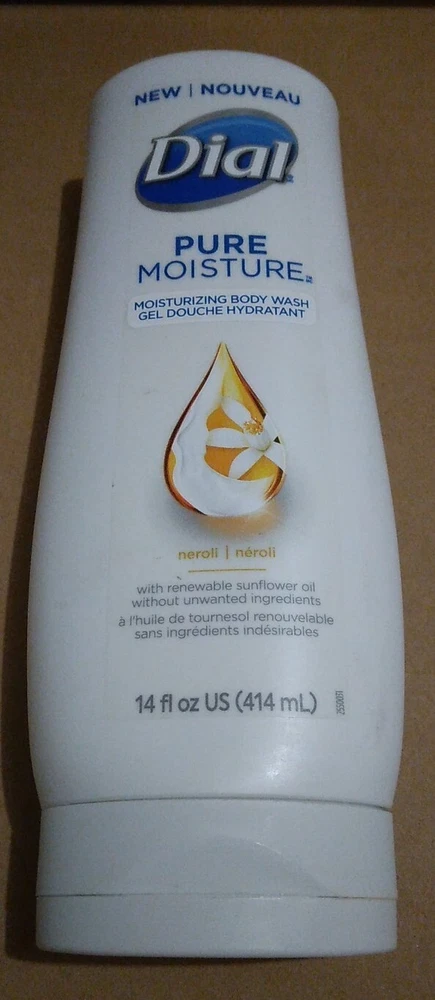 NEW | NOUVEAU
Dial
PURE
MOISTURE
MOISTURIZING BODY WASH
GEL DOUCHE HYDRATANT
neroli | néroli
with renewable sunflower oil
without unwanted ingredients
à l'huile de tournesol renouvelable
sans ingrédients indésirables
14 fl oz US (414 mL)